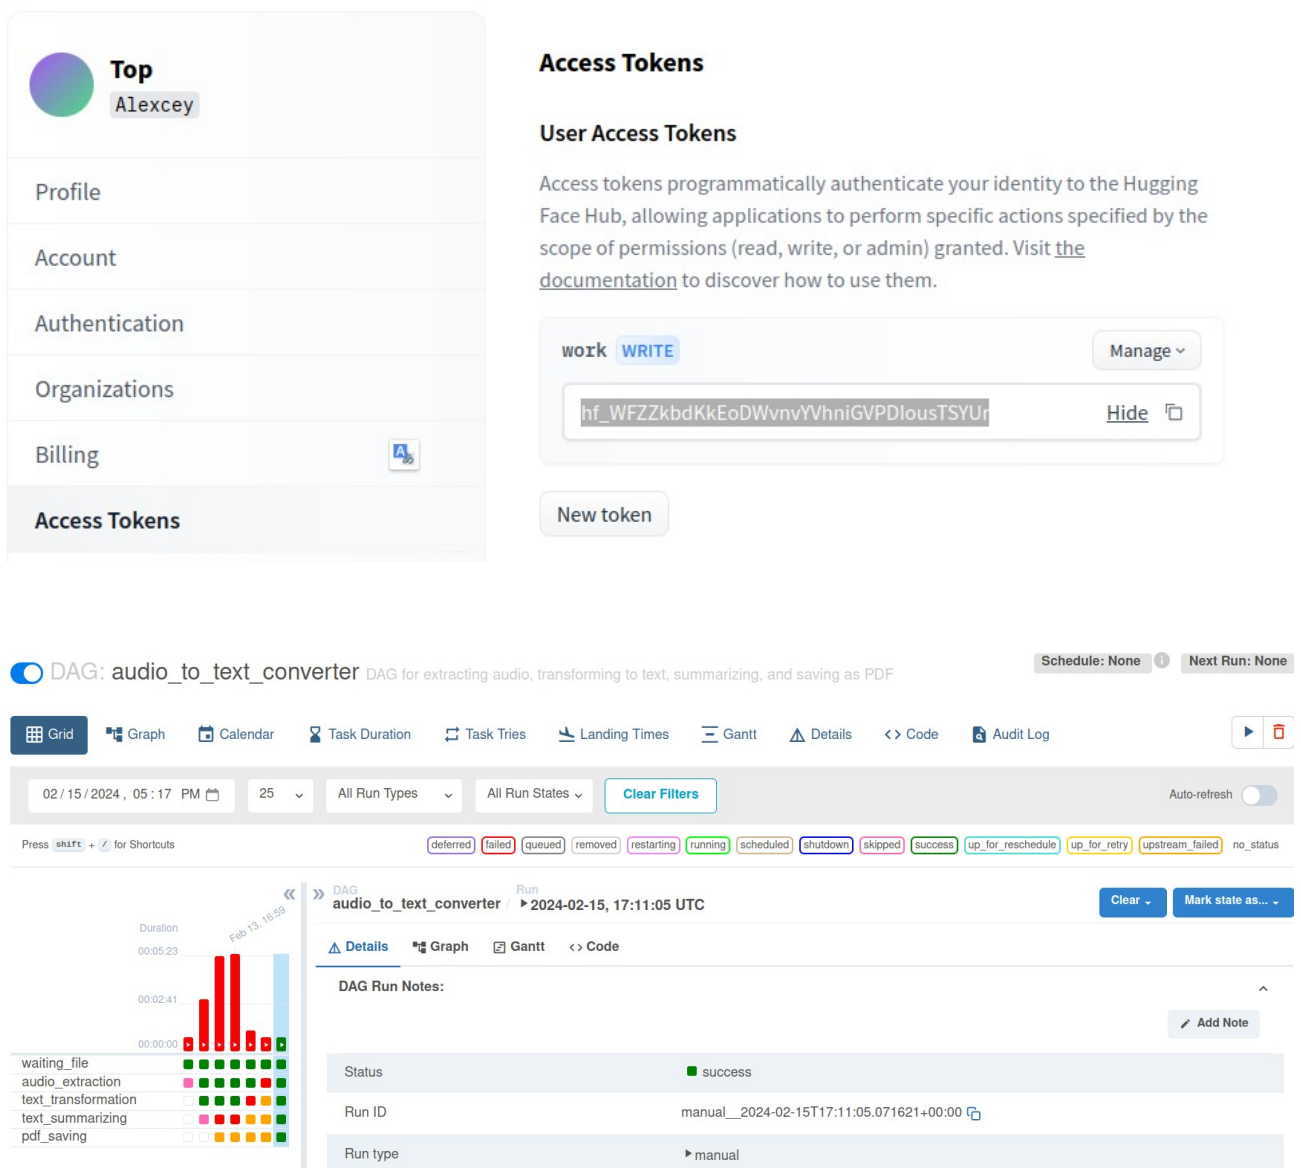 Top
Alexcey
Profile
Account
Authentication
Organizations
Billing
Access Tokens
Access Tokens
User Access Tokens
Access tokens programmatically authenticate your identity to the Hugging
Face Hub, allowing applications to perform specific actions specified by the
scope of permissions (read, write, or admin) granted. Visit the
documentation to discover how to use them.
work WRITE
Manage
Hide
New token
DAG: audio_to_text_converter DAG for extracting audio, transforming to text, summarizing, and saving as PDF
Schedule: None Next Run: None
Grid Graph Calendar Task Duration Task Tries Landing Times Gantt Details <> Code Audit Log
02/15/2024, 05:17 PM 25 All Run Types All Run States Clear Filters Auto-refresh
Press shift + / for Shortcuts
deferred failed queued removed restarting running scheduled shutdown skipped success up_for_reschedule up_for_retry upstream_failed no_status
Feb 13, 16:59
Duration
00:05:23
00:02:41
00:00:00
waiting_file
audio_extraction
text_transformation
text_summarizing
pdf_saving
DAG
audio_to_text_converter / Run
2024-02-15, 17:11:05 UTC
Clear
Mark state as...
Details Graph Gantt <> Code
DAG Run Notes:
Add Note
Status success
Run ID manual__2024-02-15T17:11:05.071621+00:00
Run type manual